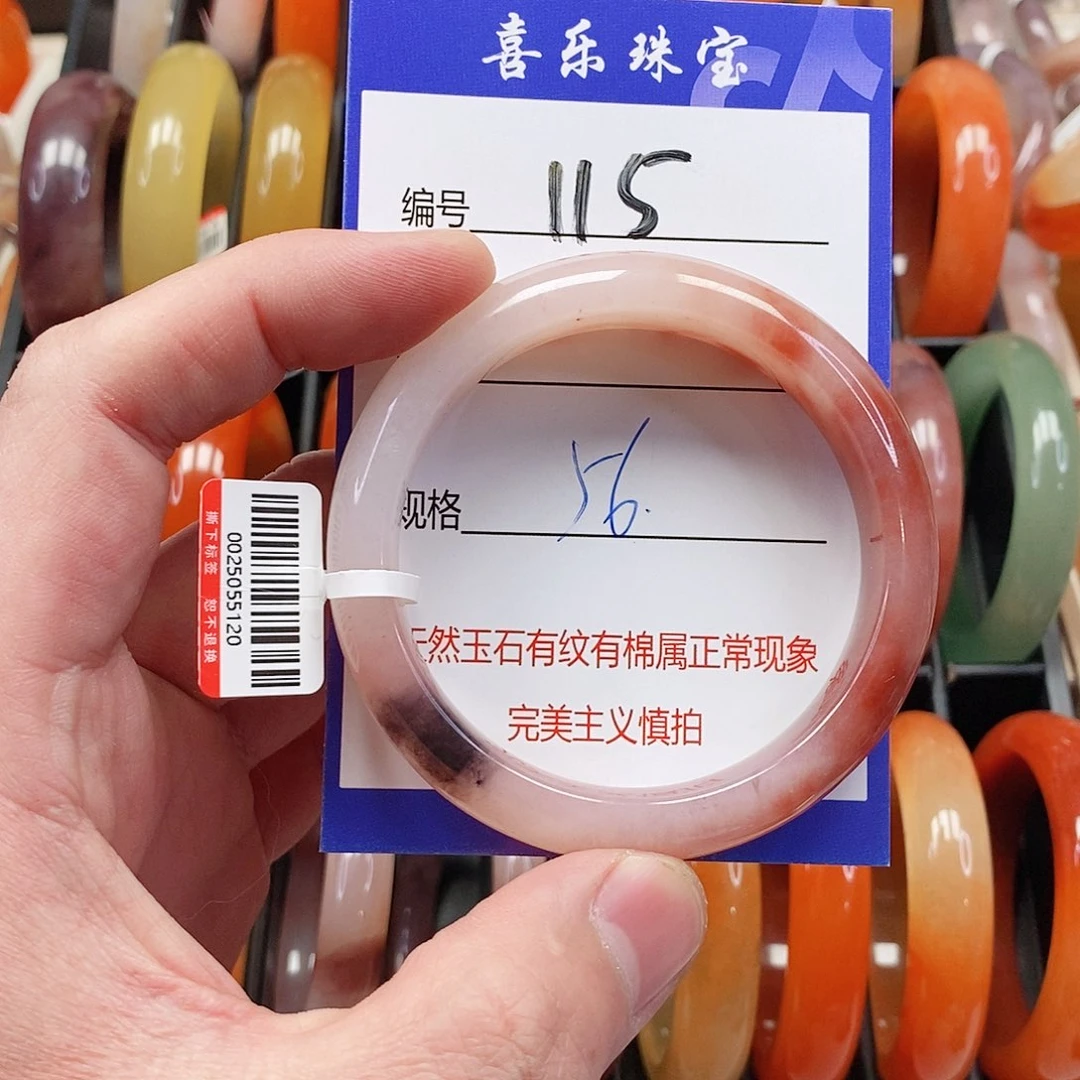 喜乐珠宝
编号 115
规格 56.
天然玉石有纹有棉属正常现象
完美主义慎拍
0025055120
撕下标签 恕不退换